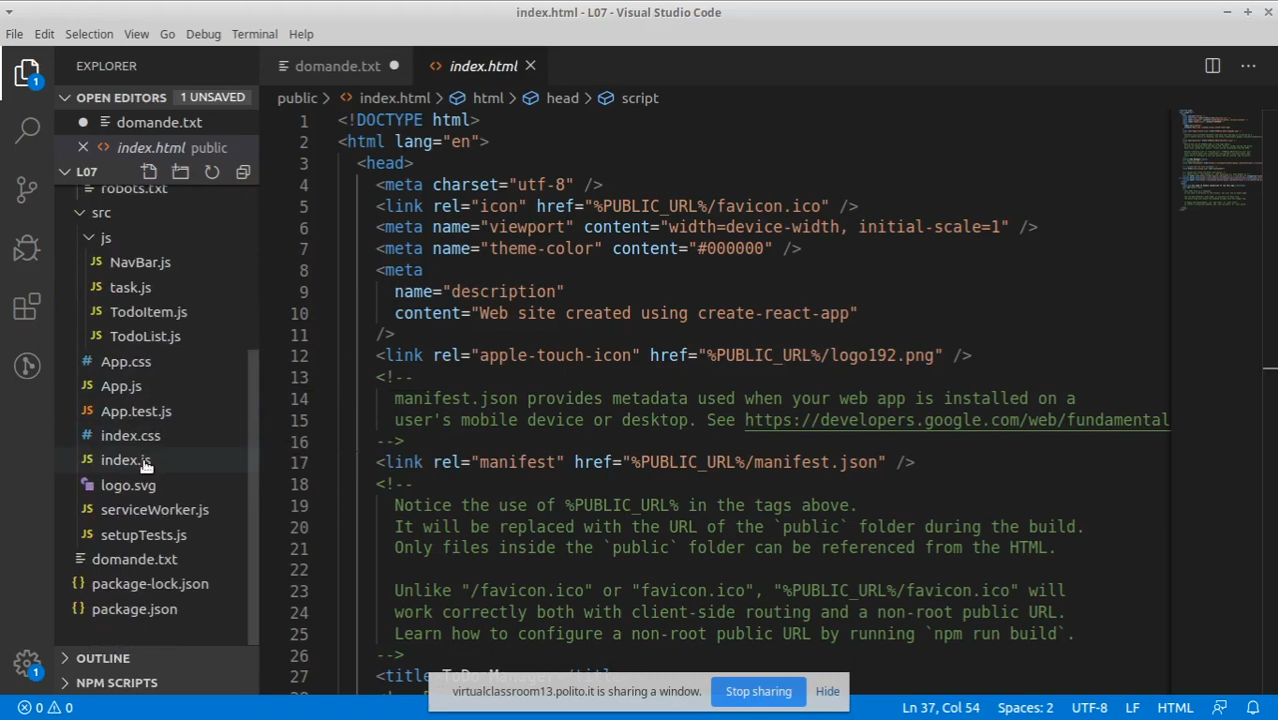 index.html - L07 - Visual Studio Code
File Edit Selection View Go Debug Terminal Help
EXPLORER
OPEN EDITORS 1 UNSAVED
domande.txt
index.html public
L07
robots.txt
src
js
NavBar.js
task.js
TodoItem.js
TodoList.js
App.css
App.js
App.test.js
index.css
index.js
logo.svg
serviceWorker.js
setupTests.js
domande.txt
package-lock.json
package.json
OUTLINE
NPM SCRIPTS
1
1
domande.txt index.html
public > index.html > html > head > script
1 <!DOCTYPE html>
2 <html lang="en">
3 <head>
4 <meta charset="utf-8" />
5 <link rel="icon" href="%PUBLIC_URL%/favicon.ico" />
6 <meta name="viewport" content="width=device-width, initial-scale=1" />
7 <meta name="theme-color" content="#000000" />
8 <meta
9 name="description"
10 content="Web site created using create-react-app"
11 />
12 <link rel="apple-touch-icon" href="%PUBLIC_URL%/logo192.png" />
13 <!--
14 manifest.json provides metadata used when your web app is installed on a
15 user's mobile device or desktop. See https://developers.google.com/web/fundamental
16 -->
17 <link rel="manifest" href="%PUBLIC_URL%/manifest.json" />
18 <!--
19 Notice the use of %PUBLIC_URL% in the tags above.
20 It will be replaced with the URL of the `public` folder during the build.
21 Only files inside the `public` folder can be referenced from the HTML.
22
23 Unlike "/favicon.ico" or "favicon.ico", "%PUBLIC_URL%/favicon.ico" will
24 work correctly both with client-side routing and a non-root public URL.
25 Learn how to configure a non-root public URL by running `npm run build`.
26 -->
27 <title>ToDo Manager</title>
virtualclassroom13.polito.it is sharing a window. Stop sharing Hide
0 0 Ln 37, Col 54 Spaces: 2 UTF-8 LF HTML